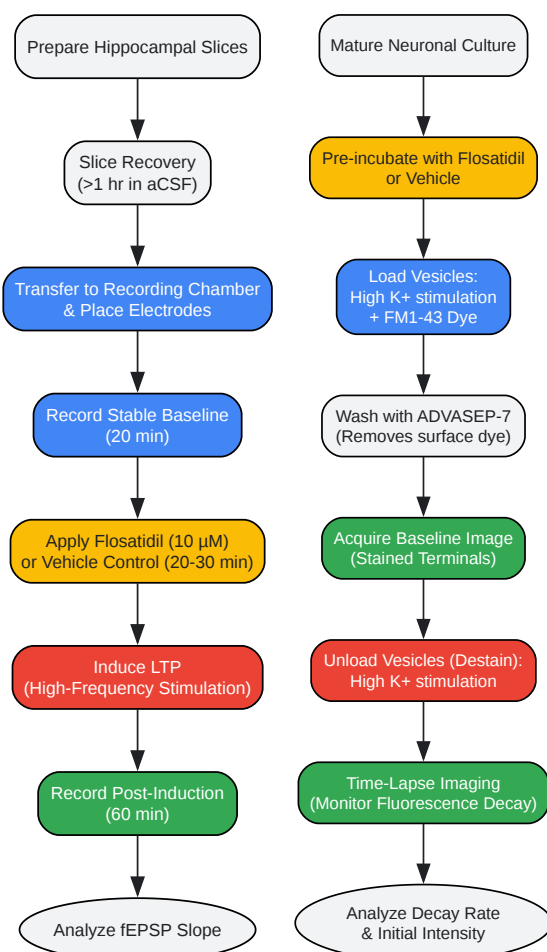 Prepare Hippocampal Slices
Slice Recovery
(>1 hr in aCSF)
Transfer to Recording Chamber
& Place Electrodes
Record Stable Baseline
(20 min)
Apply Flosatidil (10 µM)
or Vehicle Control (20-30 min)
Induce LTP
(High-Frequency Stimulation)
Record Post-Induction
(60 min)
Analyze fEPSP Slope
Mature Neuronal Culture
Pre-incubate with Flosatidil
or Vehicle
Load Vesicles:
High K+ stimulation
+ FM1-43 Dye
Wash with ADVASEP-7
(Removes surface dye)
Acquire Baseline Image
(Stained Terminals)
Unload Vesicles (Destain):
High K+ stimulation
Time-Lapse Imaging
(Monitor Fluorescence Decay)
Analyze Decay Rate
& Initial Intensity